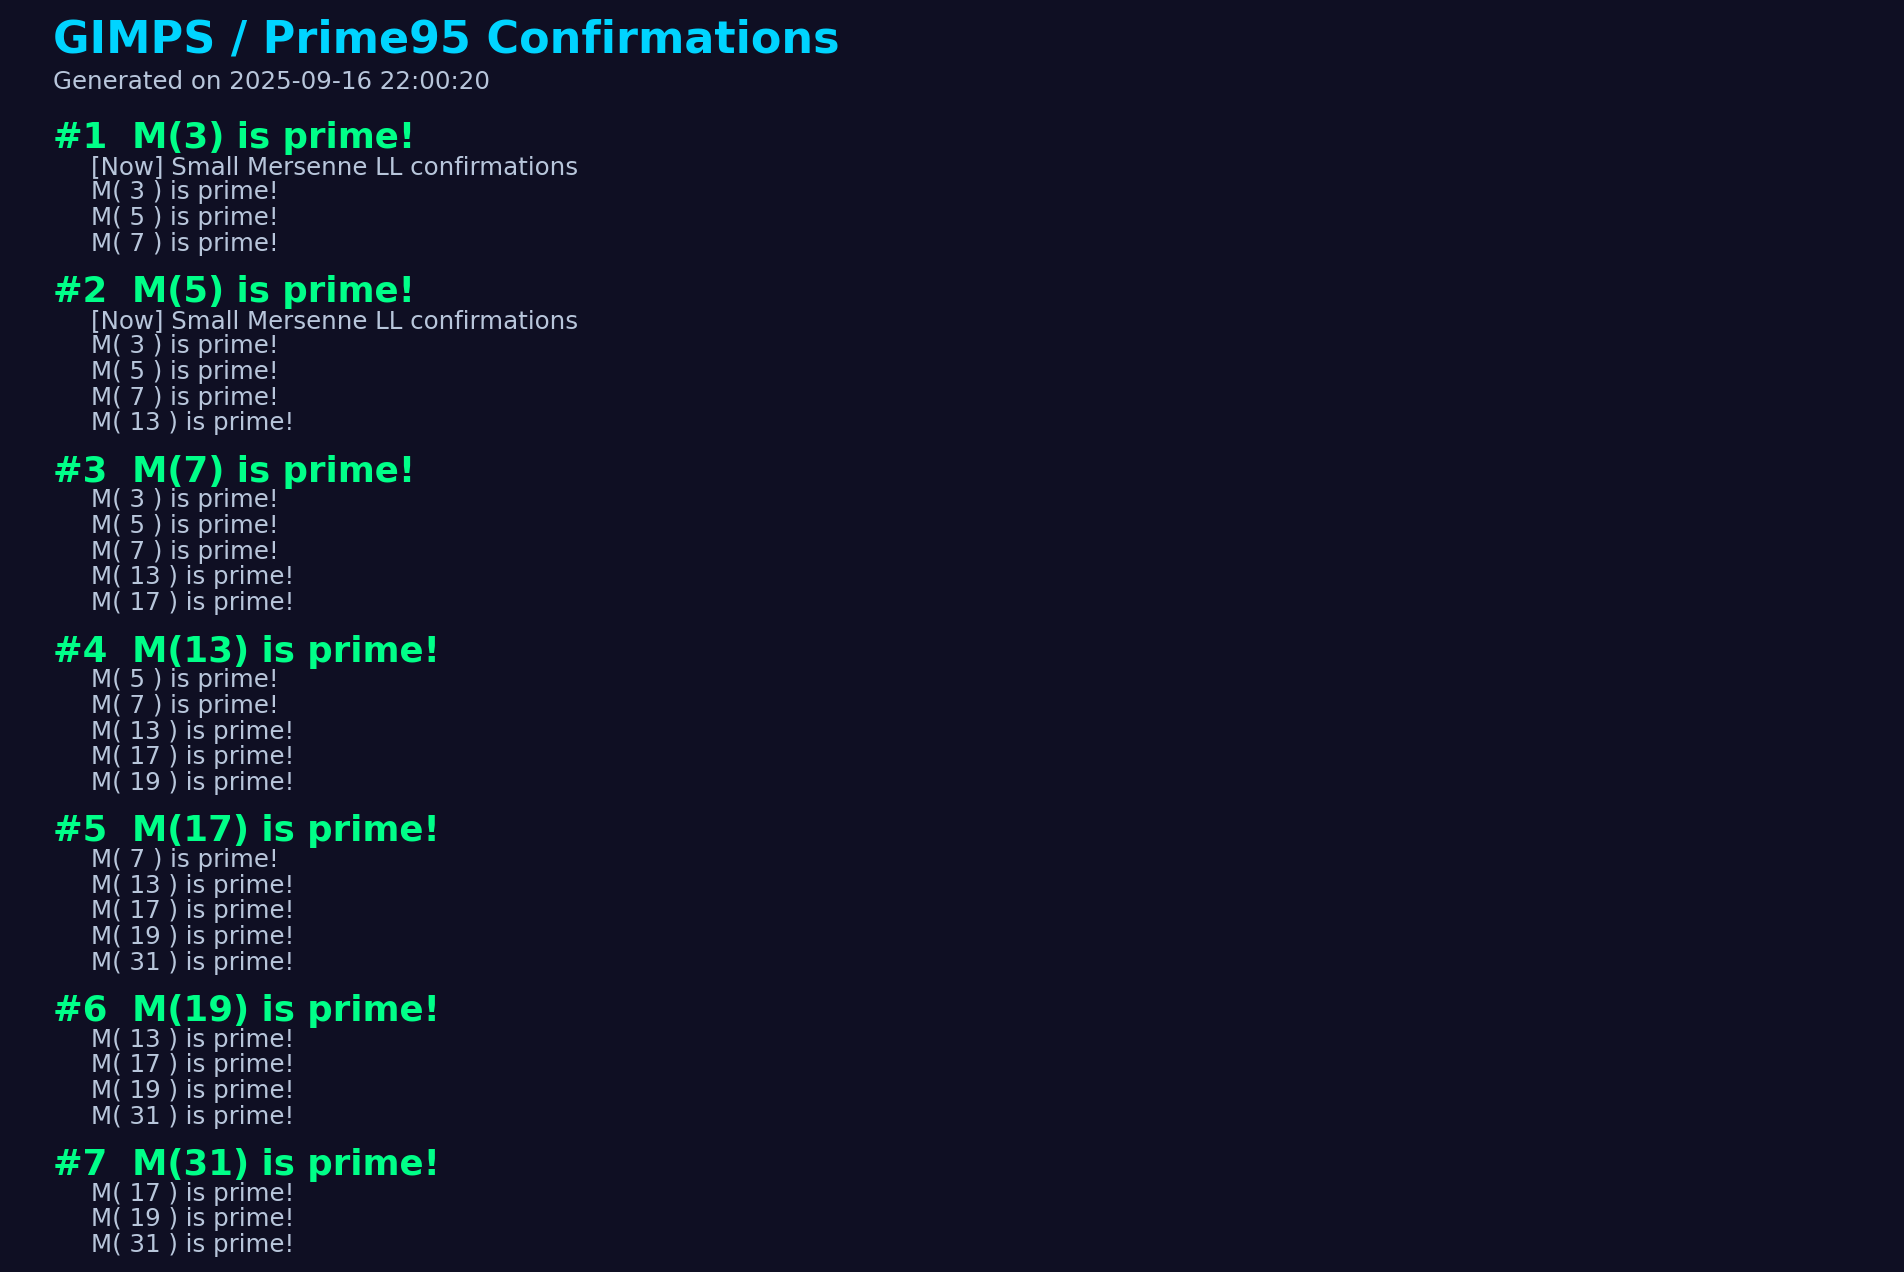 GIMPS / Prime95 Confirmations
Generated on 2025-09-16 22:00:20
#1 M(3) is prime!
[Now] Small Mersenne LL confirmations
M( 3 ) is prime!
M( 5 ) is prime!
M( 7 ) is prime!
#2 M(5) is prime!
[Now] Small Mersenne LL confirmations
M( 3 ) is prime!
M( 5 ) is prime!
M( 7 ) is prime!
M( 13 ) is prime!
#3 M(7) is prime!
M( 3 ) is prime!
M( 5 ) is prime!
M( 7 ) is prime!
M( 13 ) is prime!
M( 17 ) is prime!
#4 M(13) is prime!
M( 5 ) is prime!
M( 7 ) is prime!
M( 13 ) is prime!
M( 17 ) is prime!
M( 19 ) is prime!
#5 M(17) is prime!
M( 7 ) is prime!
M( 13 ) is prime!
M( 17 ) is prime!
M( 19 ) is prime!
M( 31 ) is prime!
#6 M(19) is prime!
M( 13 ) is prime!
M( 17 ) is prime!
M( 19 ) is prime!
M( 31 ) is prime!
#7 M(31) is prime!
M( 17 ) is prime!
M( 19 ) is prime!
M( 31 ) is prime!